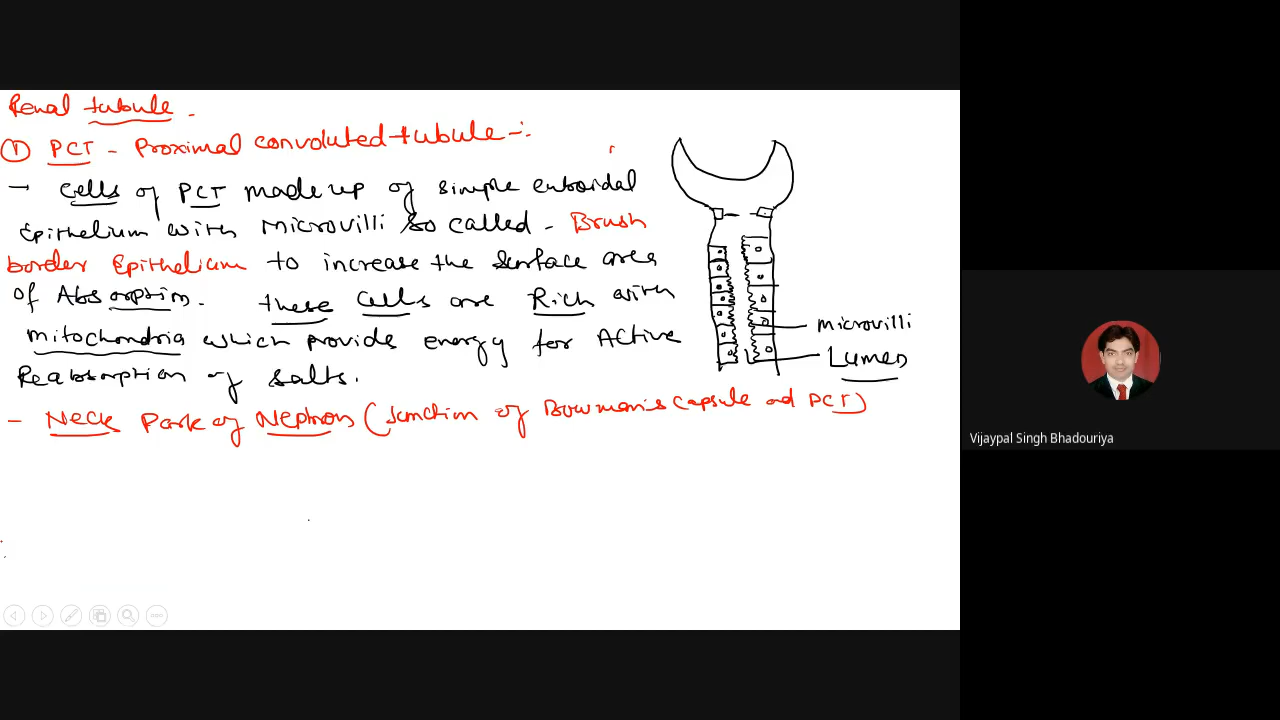 Renal tubule.
① PCT - Proximal convoluted tubule :-
→ Cells of PCT made up of simple cuboidal
Epithelium with Microvilli so called - Brush
border Epithelium to increase the surface area
of Absorption. These Cells are Rich with
mitochondria which provide energy for Active
Reabsorption of salts.
- Neck Part of Nephron (Junction of Bowman's capsule and PCT)
Microvilli
Lumen
Vijaypal Singh Bhadouriya